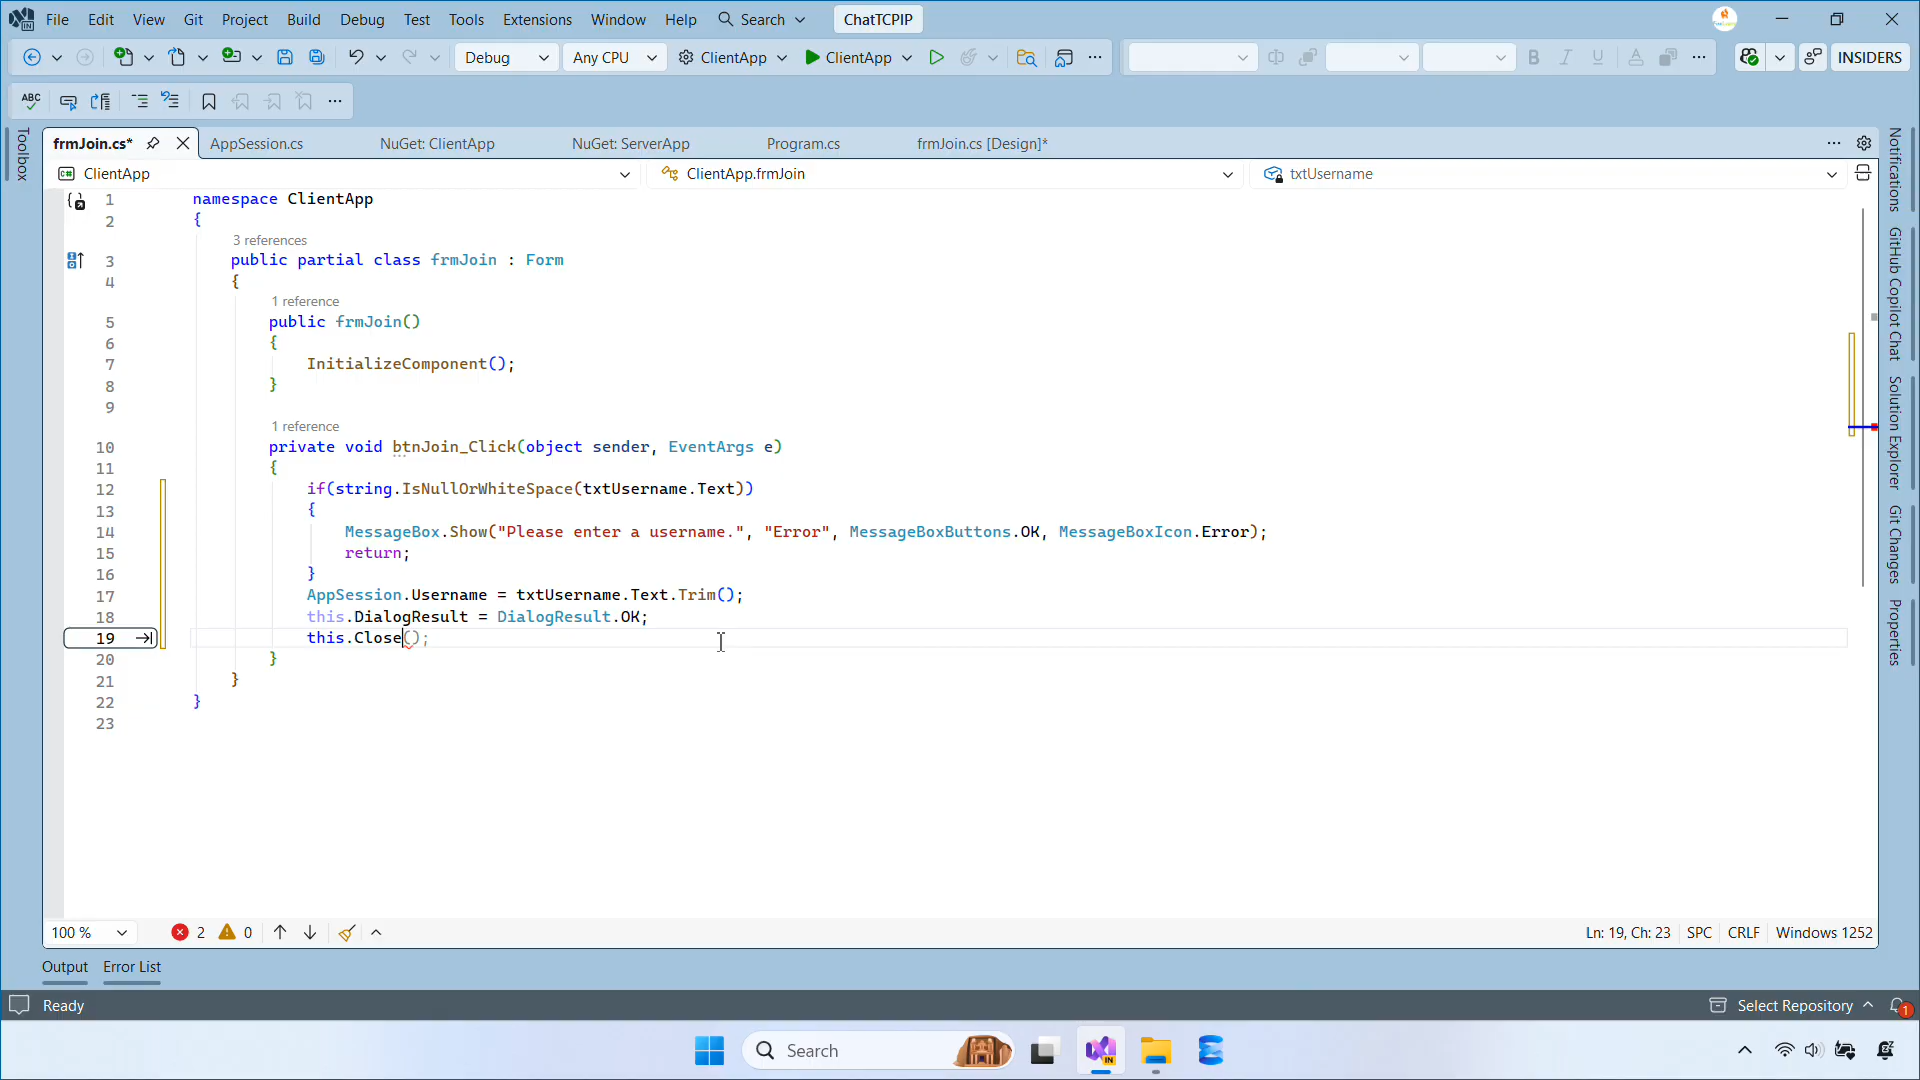 File Edit View Git Project Build Debug Test Tools Extensions Window Help Search ChatTCPIP
Debug Any CPU ClientApp ClientApp INSIDERS
ABC
Toolbox
frmJoin.cs* AppSession.cs NuGet: ClientApp NuGet: ServerApp Program.cs frmJoin.cs [Design]*
ClientApp ClientApp.frmJoin txtUsername
1 namespace ClientApp
2 {
3 references
3 public partial class frmJoin : Form
4 {
1 reference
5 public frmJoin()
6 {
7 InitializeComponent();
8 }
9
1 reference
10 private void btnJoin_Click(object sender, EventArgs e)
11 {
12 if(string.IsNullOrWhiteSpace(txtUsername.Text))
13 {
14 MessageBox.Show("Please enter a username.", "Error", MessageBoxButtons.OK, MessageBoxIcon.Error);
15 return;
16 }
17 AppSession.Username = txtUsername.Text.Trim();
18 this.DialogResult = DialogResult.OK;
19 this.Close();
20 }
21 }
22 }
23
Notifications
GitHub Copilot Chat
Solution Explorer
Git Changes
Properties
100 % 2 0 Ln: 19, Ch: 23 SPC CRLF Windows 1252
Output Error List
Ready Select Repository 1
Search